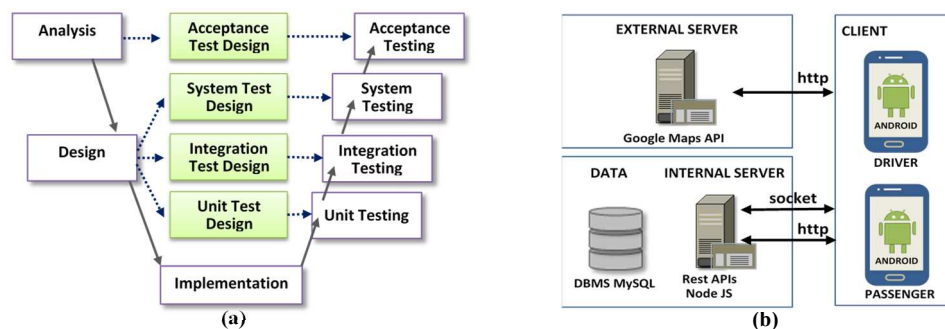 Analysis
Acceptance
Test Design
Acceptance
Testing
System Test
Design
System
Testing
Design
Integration
Test Design
Integration
Testing
Unit Test
Design
Unit Testing
Implementation
(a)
EXTERNAL SERVER
Google Maps API
http
CLIENT
ANDROID
DRIVER
DATA
INTERNAL SERVER
DBMS MySQL
Rest APIs
Node JS
socket
http
ANDROID
PASSENGER
(b)